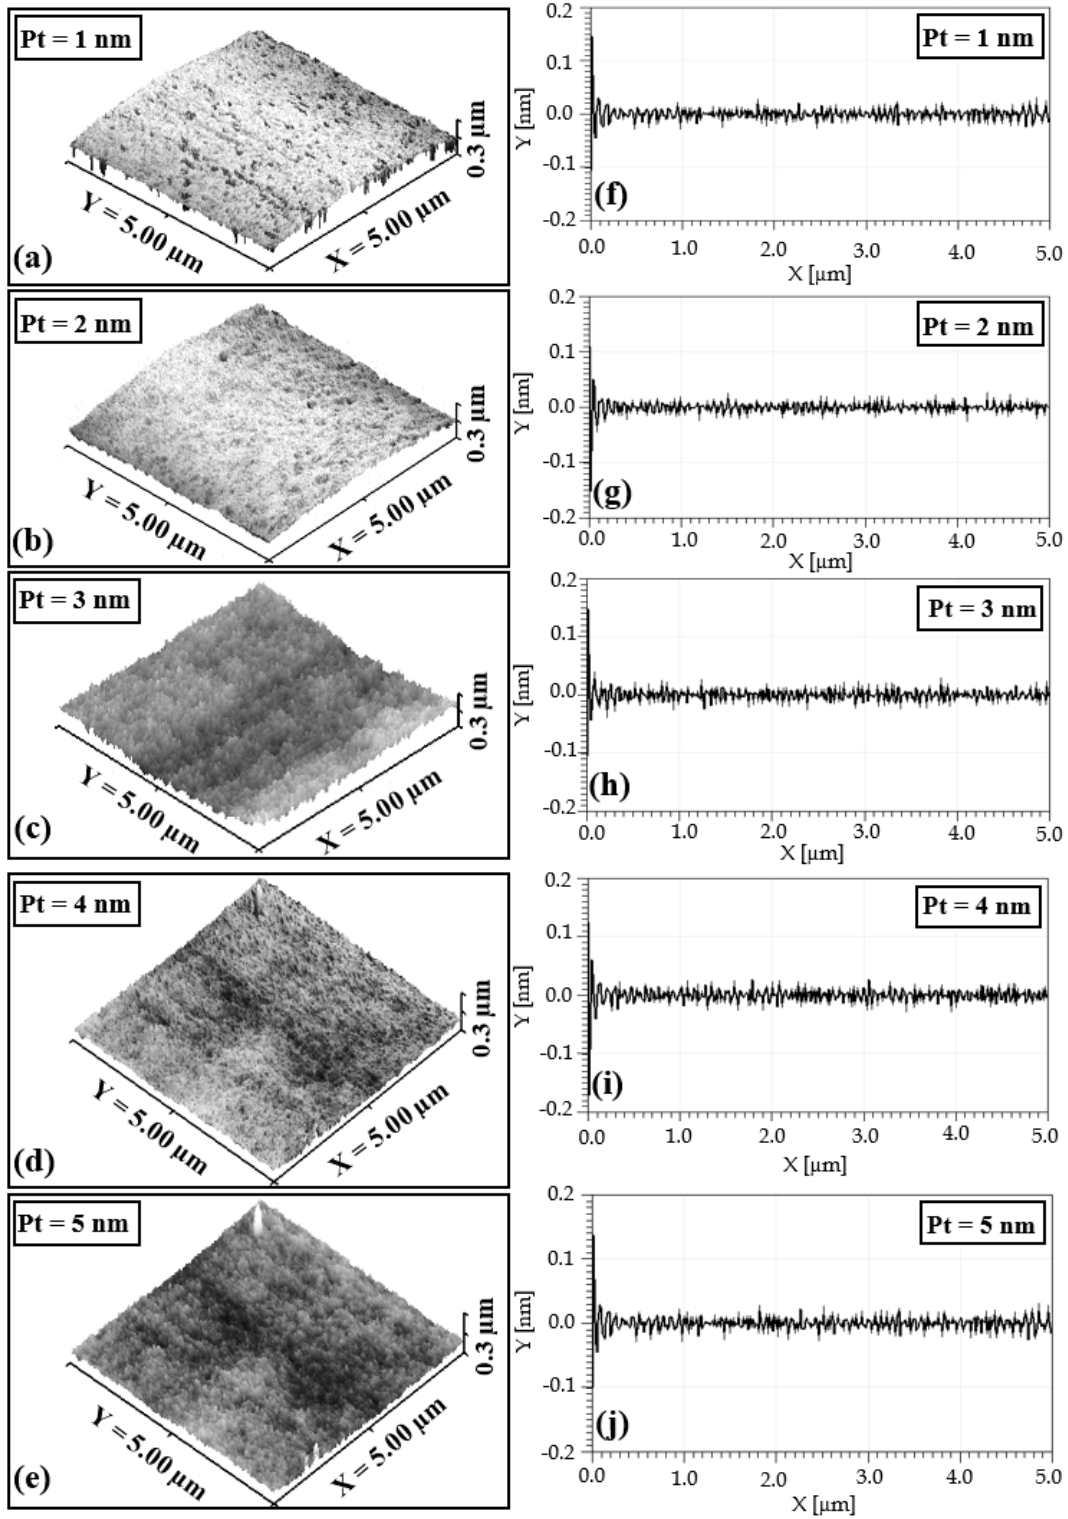 Pt = 1 nm
0.3 μm
Y = 5.00 μm
X = 5.00 μm
(a)
0.2
0.1
0.0
-0.1
-0.2
Y [nm]
Pt = 1 nm
(f)
0.0 1.0 2.0 3.0 4.0 5.0
X [μm]
Pt = 2 nm
0.3 μm
Y = 5.00 μm
X = 5.00 μm
(b)
0.2
0.1
0.0
-0.1
-0.2
Y [nm]
Pt = 2 nm
(g)
0.0 1.0 2.0 3.0 4.0 5.0
X [μm]
Pt = 3 nm
0.3 μm
Y = 5.00 μm
X = 5.00 μm
(c)
0.2
0.1
0.0
-0.1
-0.2
Y [nm]
Pt = 3 nm
(h)
0.0 1.0 2.0 3.0 4.0 5.0
X [μm]
Pt = 4 nm
0.3 μm
Y = 5.00 μm
X = 5.00 μm
(d)
0.2
0.1
0.0
-0.1
-0.2
Y [nm]
Pt = 4 nm
(i)
0.0 1.0 2.0 3.0 4.0 5.0
X [μm]
Pt = 5 nm
0.3 μm
Y = 5.00 μm
X = 5.00 μm
(e)
0.2
0.1
0.0
-0.1
-0.2
Y [nm]
Pt = 5 nm
(j)
0.0 1.0 2.0 3.0 4.0 5.0
X [μm]